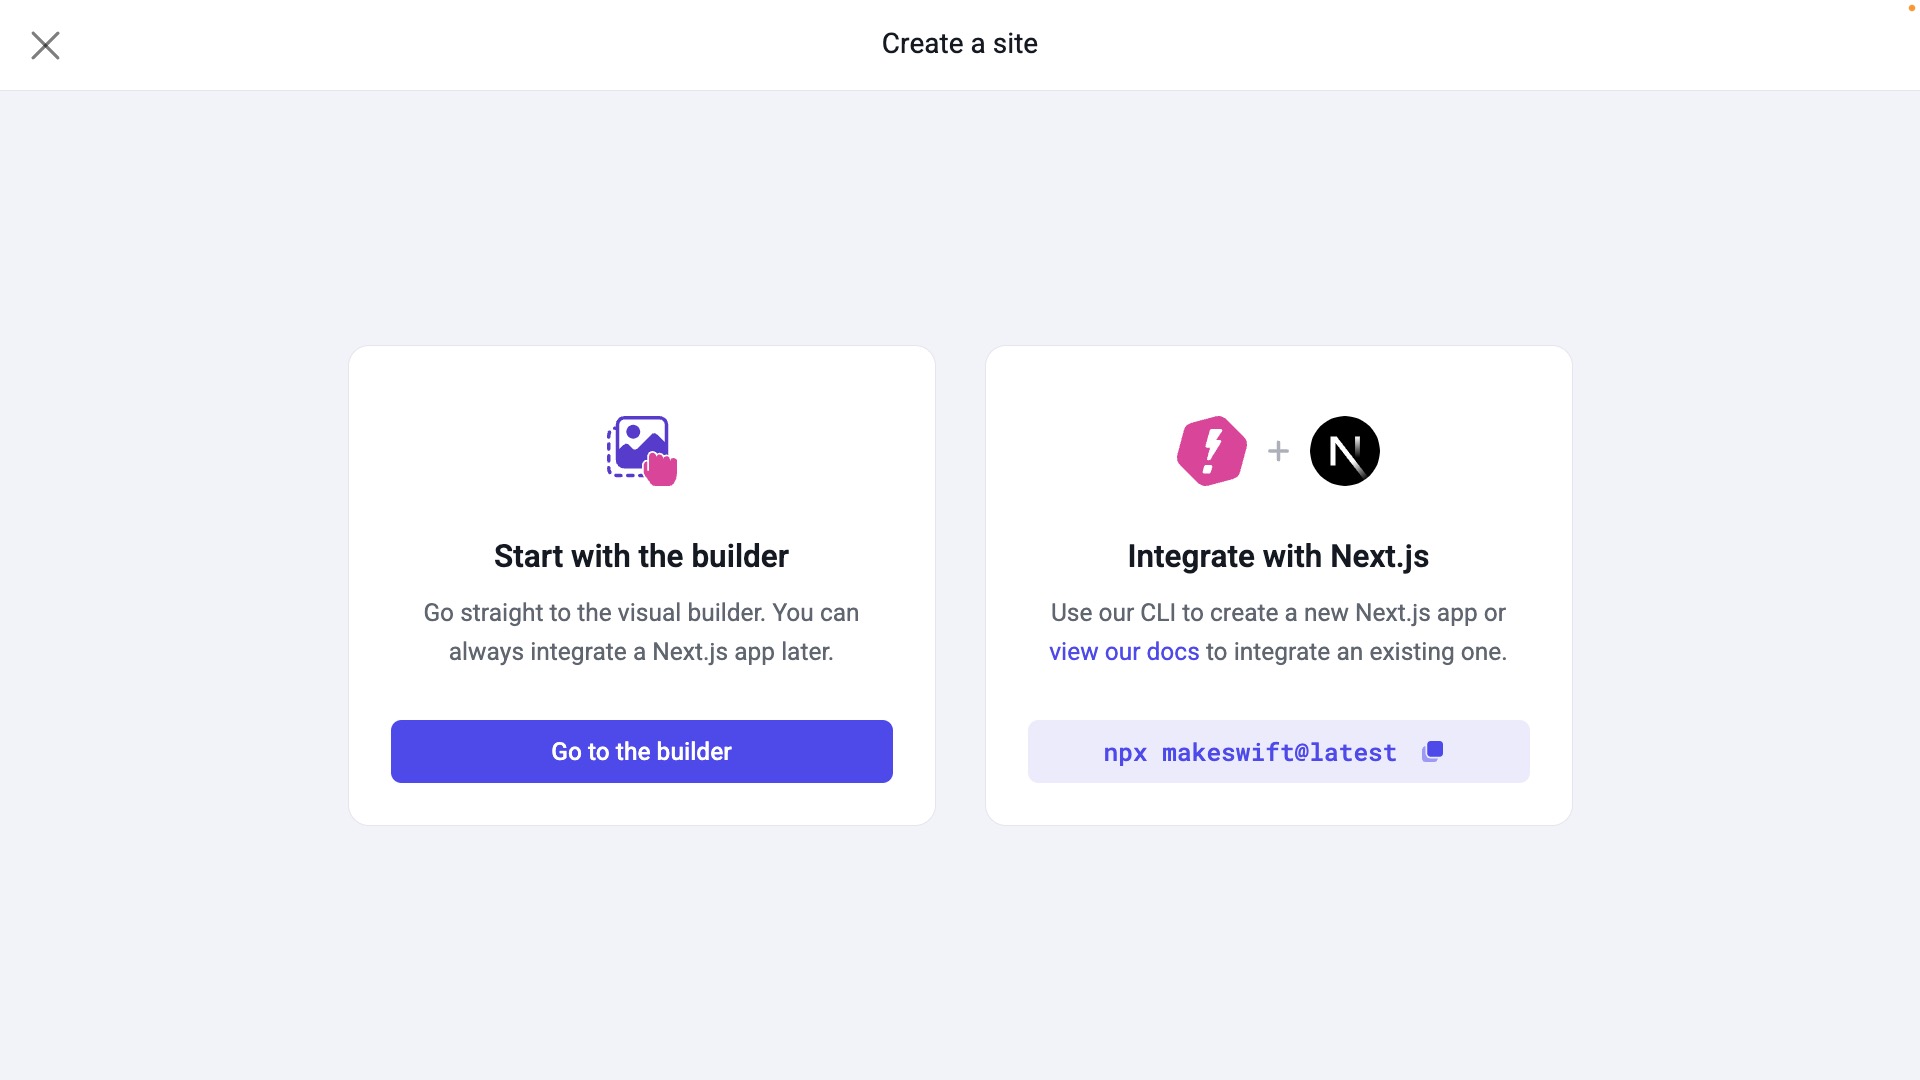 Create a site
Start with the builder
Go straight to the visual builder. You can
always integrate a Next.js app later.
Go to the builder
Integrate with Next.js
Use our CLI to create a new Next.js app or
view our docs to integrate an existing one.
npx makeswift@latest